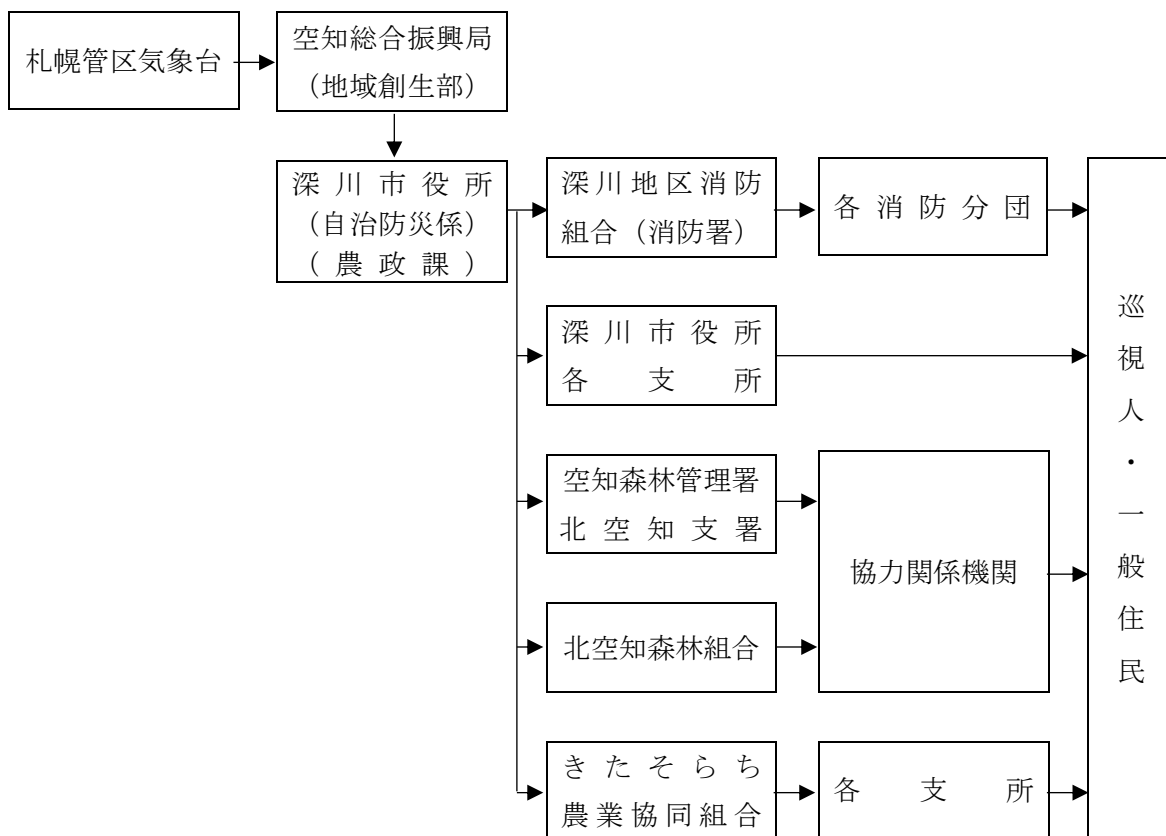 札幌管区気象台
空知総合振興局
（地域創生部）
深川市役所
(自治防災係)
(農政課)
深川地区消防
組合（消防署）
各消防分団
深川市役所
各支所
空知森林管理署
北空知支署
北空知森林組合
協力関係機関
きたそらち
農業協同組合
各支所
巡視人・一般住民